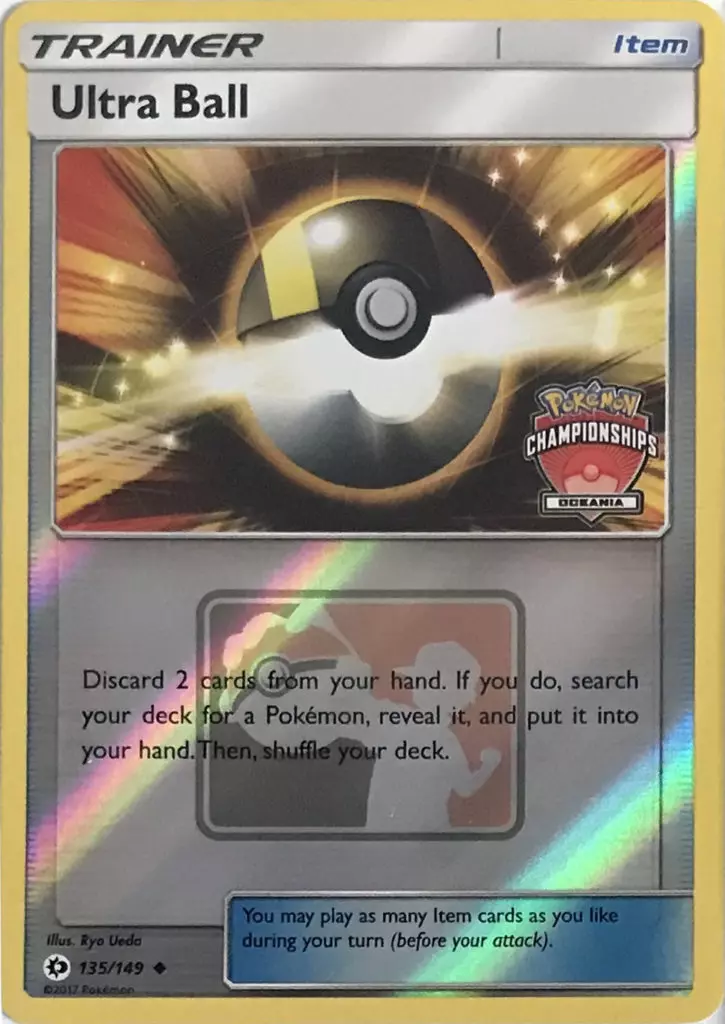 TRAINER
Item
Ultra Ball
POKéMON
CHAMPIONSHIPS
OCEANIA
Discard 2 cards from your hand. If you do, search
your deck for a Pokémon, reveal it, and put it into
your hand. Then, shuffle your deck.
You may play as many Item cards as you like
during your turn (before your attack).
Illus. Ryo Ueda
135/149
©2017 Pokémon